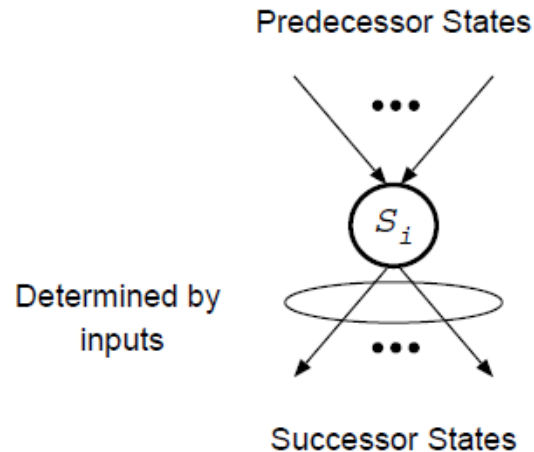 Predecessor States
•••
S_i
Determined by
inputs
•••
Successor States